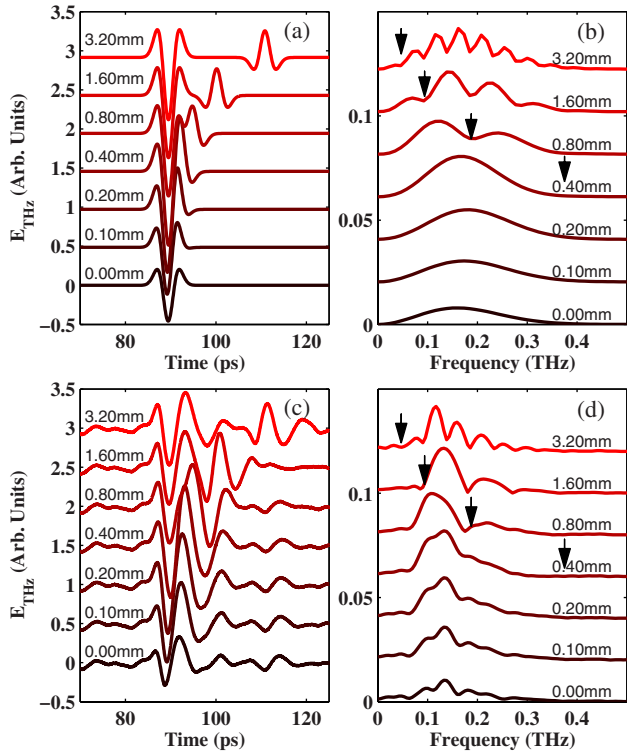 (a)
3.5
3
2.5
2
1.5
1
0.5
0
−0.5
E_THz (Arb. Units)
3.20mm
1.60mm
0.80mm
0.40mm
0.20mm
0.10mm
0.00mm
80 100 120
Time (ps)
(b)
0.1
0.05
0
3.20mm
1.60mm
0.80mm
0.40mm
0.20mm
0.10mm
0.00mm
0 0.1 0.2 0.3 0.4
Frequency (THz)
(c)
3.5
3
2.5
2
1.5
1
0.5
0
−0.5
E_THz (Arb. Units)
3.20mm
1.60mm
0.80mm
0.40mm
0.20mm
0.10mm
0.00mm
80 100 120
Time (ps)
(d)
0.1
0.05
0
3.20mm
1.60mm
0.80mm
0.40mm
0.20mm
0.10mm
0.00mm
0 0.1 0.2 0.3 0.4
Frequency (THz)